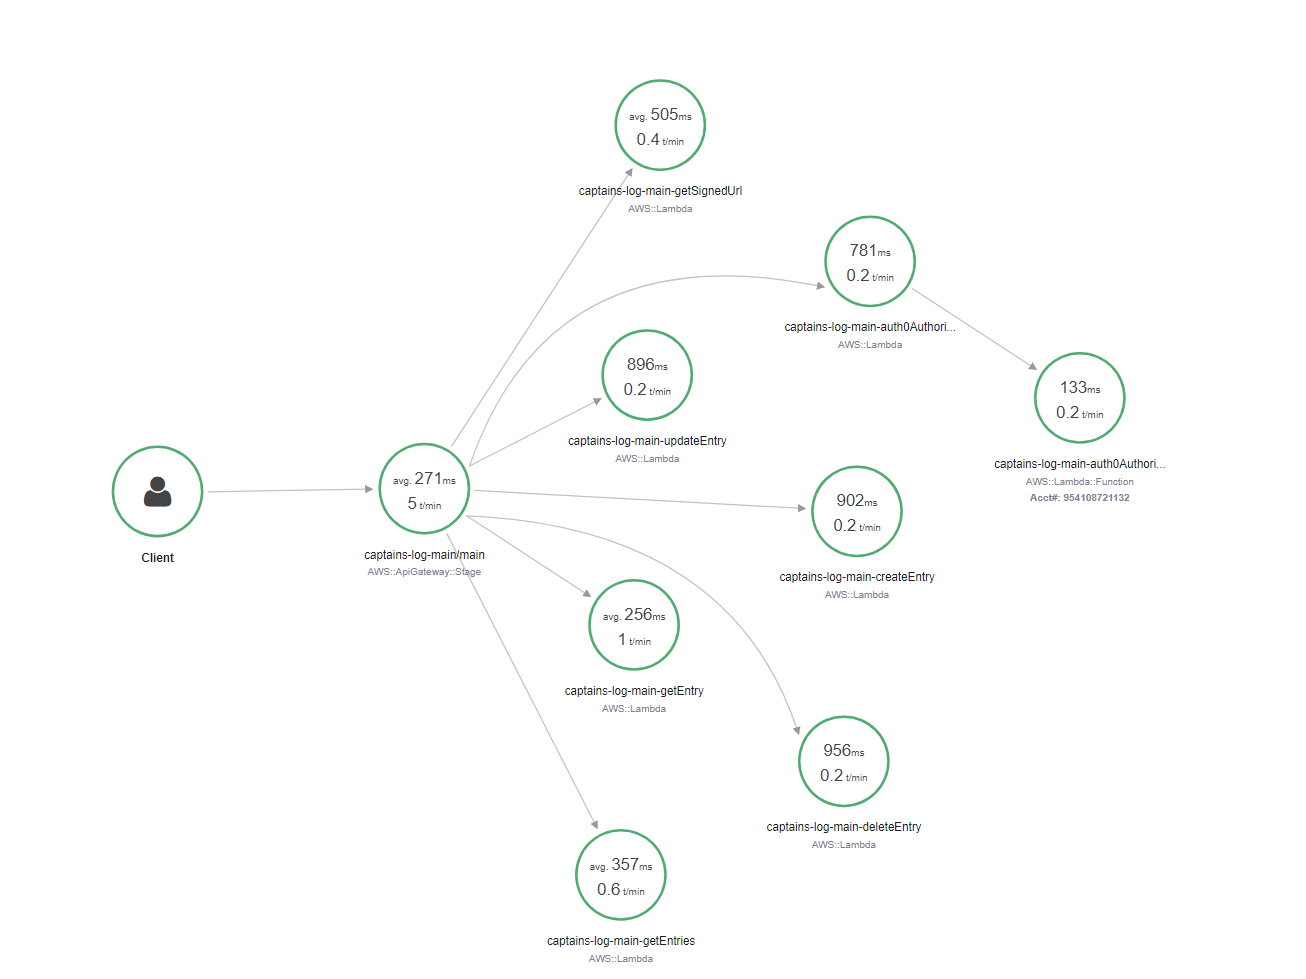 avg. 505ms
0.4 t/min
captains-log-main-getSignedUrl
AWS::Lambda
781ms
0.2 t/min
captains-log-main-auth0Authori...
AWS::Lambda
896ms
0.2 t/min
captains-log-main-updateEntry
AWS::Lambda
133ms
0.2 t/min
captains-log-main-auth0Authori...
AWS::Lambda::Function
Acct#: 954108721132
Client
avg. 271ms
5 t/min
captains-log-main/main
AWS::ApiGateway::Stage
902ms
0.2 t/min
captains-log-main-createEntry
AWS::Lambda
avg. 256ms
1 t/min
captains-log-main-getEntry
AWS::Lambda
956ms
0.2 t/min
captains-log-main-deleteEntry
AWS::Lambda
avg. 357ms
0.6 t/min
captains-log-main-getEntries
AWS::Lambda